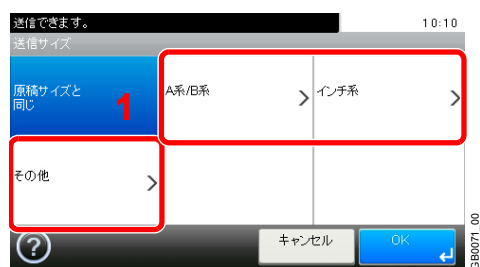 送信できます。 10:10
送信サイズ
原稿サイズと
同じ
1
A系/B系 >
インチ系 >
その他 >
?
キャンセル
OK
GB0071_00